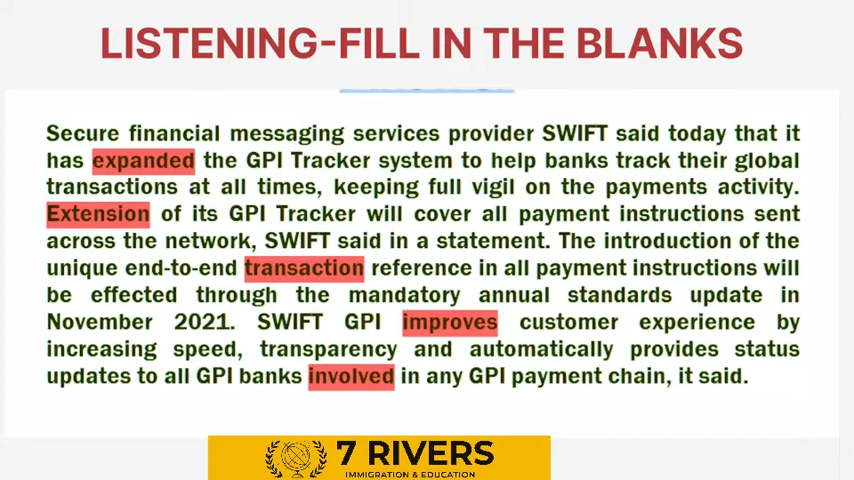 LISTENING-FILL IN THE BLANKS
Secure financial messaging services provider SWIFT said today that it
has expanded the GPI Tracker system to help banks track their global
transactions at all times, keeping full vigil on the payments activity.
Extension of its GPI Tracker will cover all payment instructions sent
across the network, SWIFT said in a statement. The introduction of the
unique end-to-end transaction reference in all payment instructions will
be effected through the mandatory annual standards update in
November 2021. SWIFT GPI improves customer experience by
increasing speed, transparency and automatically provides status
updates to all GPI banks involved in any GPI payment chain, it said.
7 RIVERS
IMMIGRATION & EDUCATION